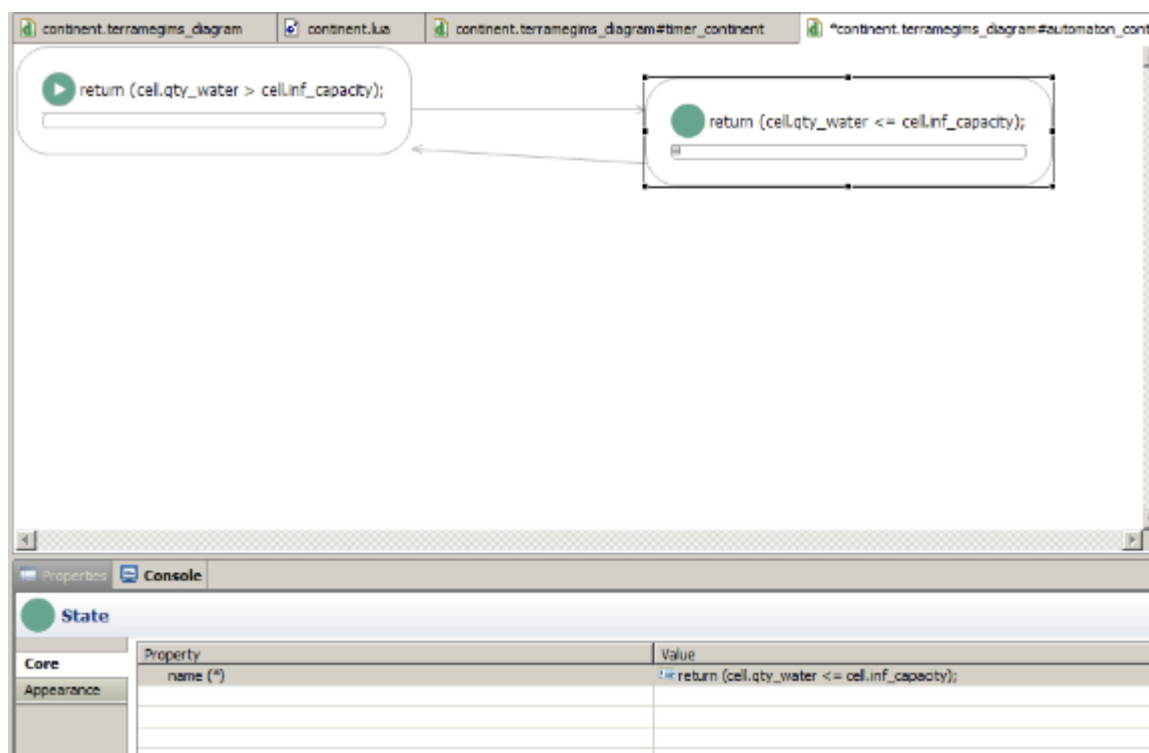 continent.terramegims_diagram continent.lua continent.terramegims_diagram#timer_continent *continent.terramegims_diagram#automaton_cont
return (cell.qty_water > cell.inf_capacity);
return (cell.qty_water <= cell.inf_capacity);
Properties Console
State
Property Value
Core
name (*) return (cell.qty_water <= cell.inf_capacity);
Appearance